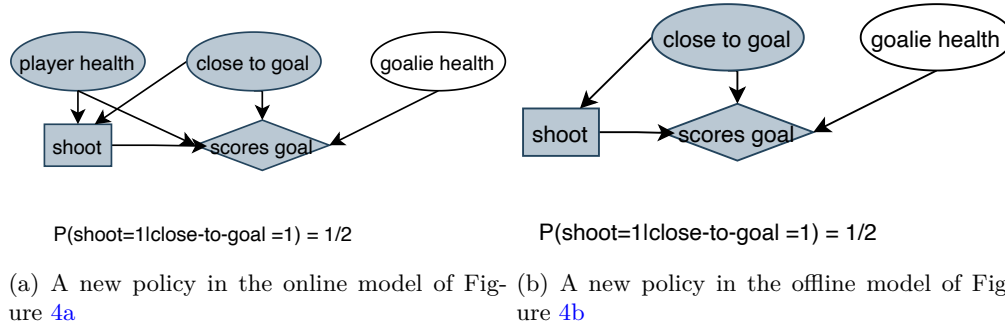 player health
close to goal
goalie health
shoot
scores goal
P(shoot=1|close-to-goal =1) = 1/2
(a) A new policy in the online model of Fig-
ure 4a
close to goal
goalie health
shoot
scores goal
P(shoot=1|close-to-goal =1) = 1/2
(b) A new policy in the offline model of Fig
ure 4b